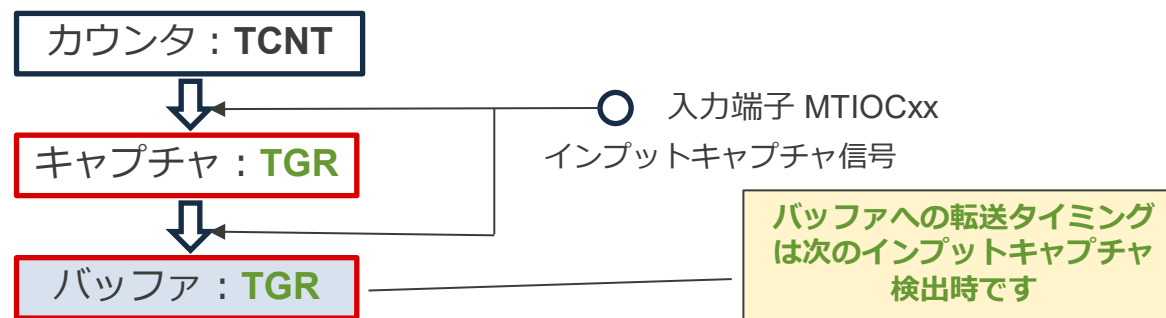 カウンタ：TCNT
入力端子 MTIOCxx
キャプチャ：TGR
インプットキャプチャ信号
バッファ：TGR
バッファへの転送タイミング
は次のインプットキャプチャ
検出時です